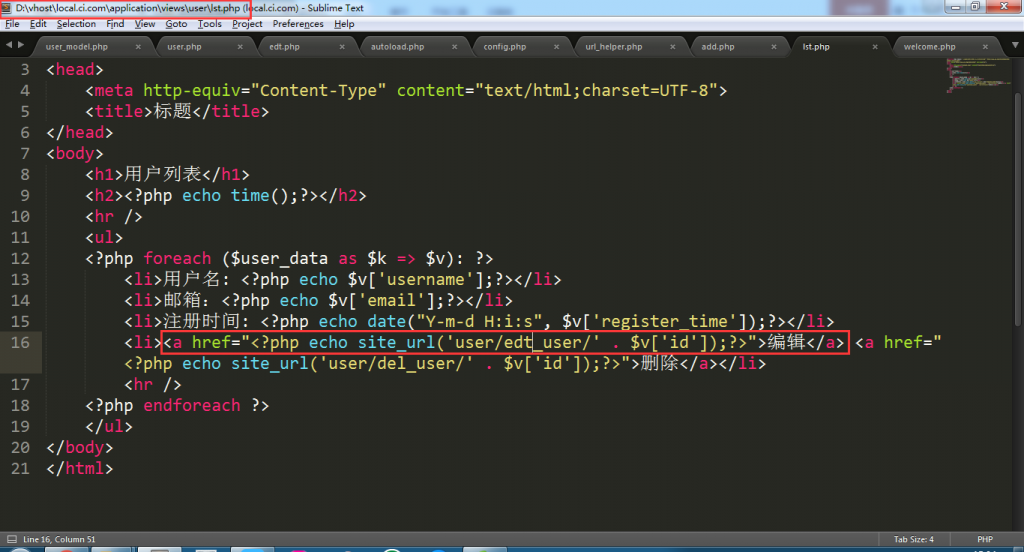 D:\vhost\local.ci.com\application\views\user\lst.php (local.ci.com) - Sublime Text
File Edit Selection Find View Goto Tools Project Preferences Help
user_model.php × user.php × edt.php × autoload.php × config.php × url_helper.php × add.php × lst.php × welcome.php ×
3 <head>
4 <meta http-equiv="Content-Type" content="text/html;charset=UTF-8">
5 <title>标题</title>
6 </head>
7 <body>
8 <h1>用户列表</h1>
9 <h2><?php echo time();?></h2>
10 <hr />
11 <ul>
12 <?php foreach ($user_data as $k => $v): ?>
13 <li>用户名: <?php echo $v['username'];?></li>
14 <li>邮箱：<?php echo $v['email'];?></li>
15 <li>注册时间: <?php echo date("Y-m-d H:i:s", $v['register_time']);?></li>
16 <li><a href="<?php echo site_url('user/edt_user/' . $v['id']);?>">编辑</a> <a href="
<?php echo site_url('user/del_user/' . $v['id']);?>">删除</a></li>
17 <hr />
18 <?php endforeach ?>
19 </ul>
20 </body>
21 </html>
Line 16, Column 51 Tab Size: 4 PHP